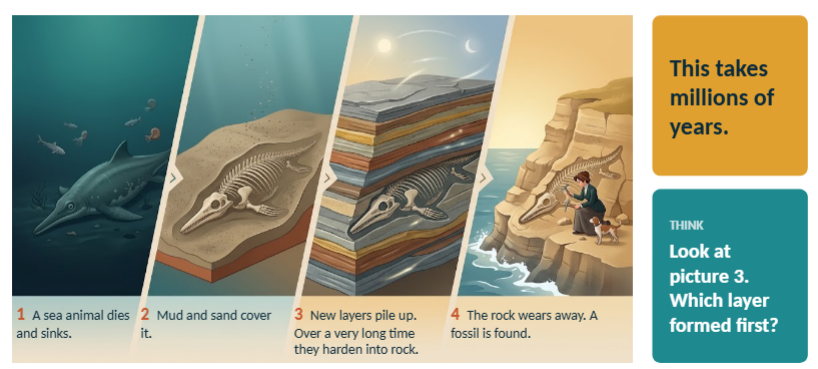 1 A sea animal dies
and sinks.
2 Mud and sand cover
it.
3 New layers pile up.
Over a very long time
they harden into rock.
4 The rock wears away. A
fossil is found.
This takes
millions of
years.
THINK
Look at
picture 3.
Which layer
formed first?